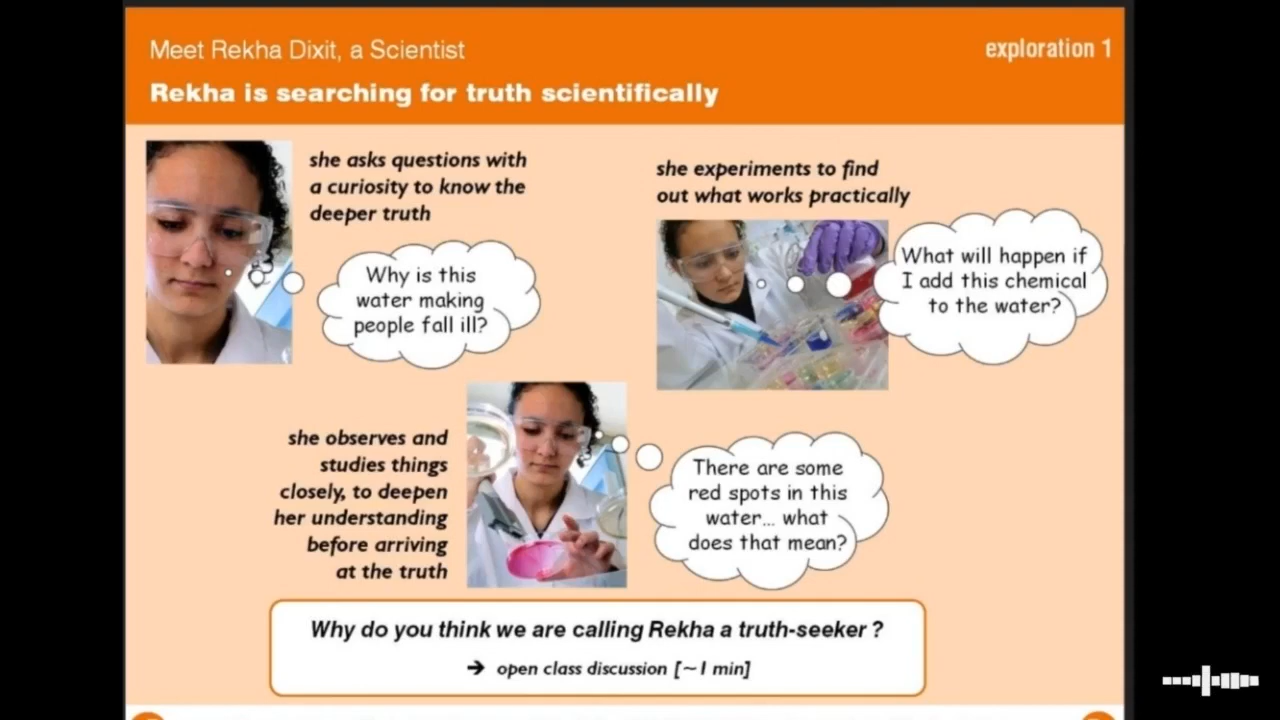 Meet Rekha Dixit, a Scientist
exploration 1
Rekha is searching for truth scientifically
she asks questions with
a curiosity to know the
deeper truth
Why is this
water making
people fall ill?
she experiments to find
out what works practically
What will happen if
I add this chemical
to the water?
she observes and
studies things
closely, to deepen
her understanding
before arriving
at the truth
There are some
red spots in this
water... what
does that mean?
Why do you think we are calling Rekha a truth-seeker ?
➔ open class discussion [~1 min]